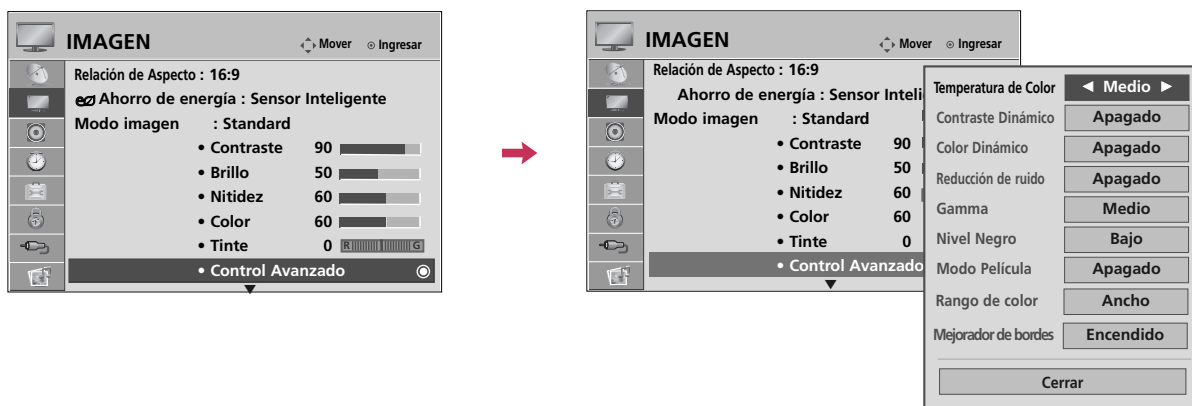 IMAGEN Mover Ingresar
Relación de Aspecto : 16:9
Ahorro de energía : Sensor Inteligente
Modo imagen : Standard
• Contraste 90
• Brillo 50
• Nitidez 60
• Color 60
• Tinte 0 R G
• Control Avanzado
IMAGEN Mover Ingresar
Relación de Aspecto : 16:9
Ahorro de energía : Sensor
Modo imagen : Standard
• Contraste 90
• Brillo 50
• Nitidez 60
• Color 60
• Tinte 0
• Control Avanzado
Temperatura de Color ◄ Medio ►
Contraste Dinámico Apagado
Color Dinámico Apagado
Reducción de ruido Apagado
Gamma Medio
Nivel Negro Bajo
Modo Película Apagado
Rango de color Ancho
Mejorador de bordes Encendido
Cerrar